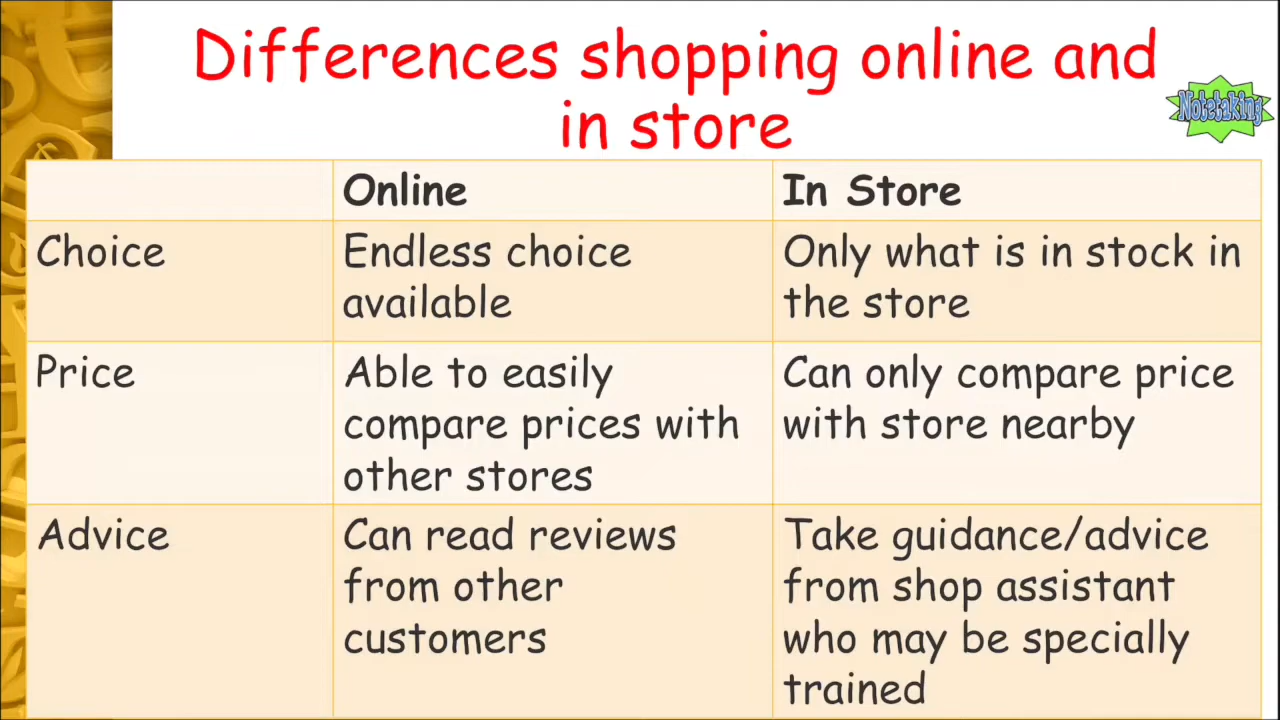 Differences shopping online and
in store
Notetaking
Online
In Store
Choice
Endless choice
available
Only what is in stock in
the store
Price
Able to easily
compare prices with
other stores
Can only compare price
with store nearby
Advice
Can read reviews
from other
customers
Take guidance/advice
from shop assistant
who may be specially
trained